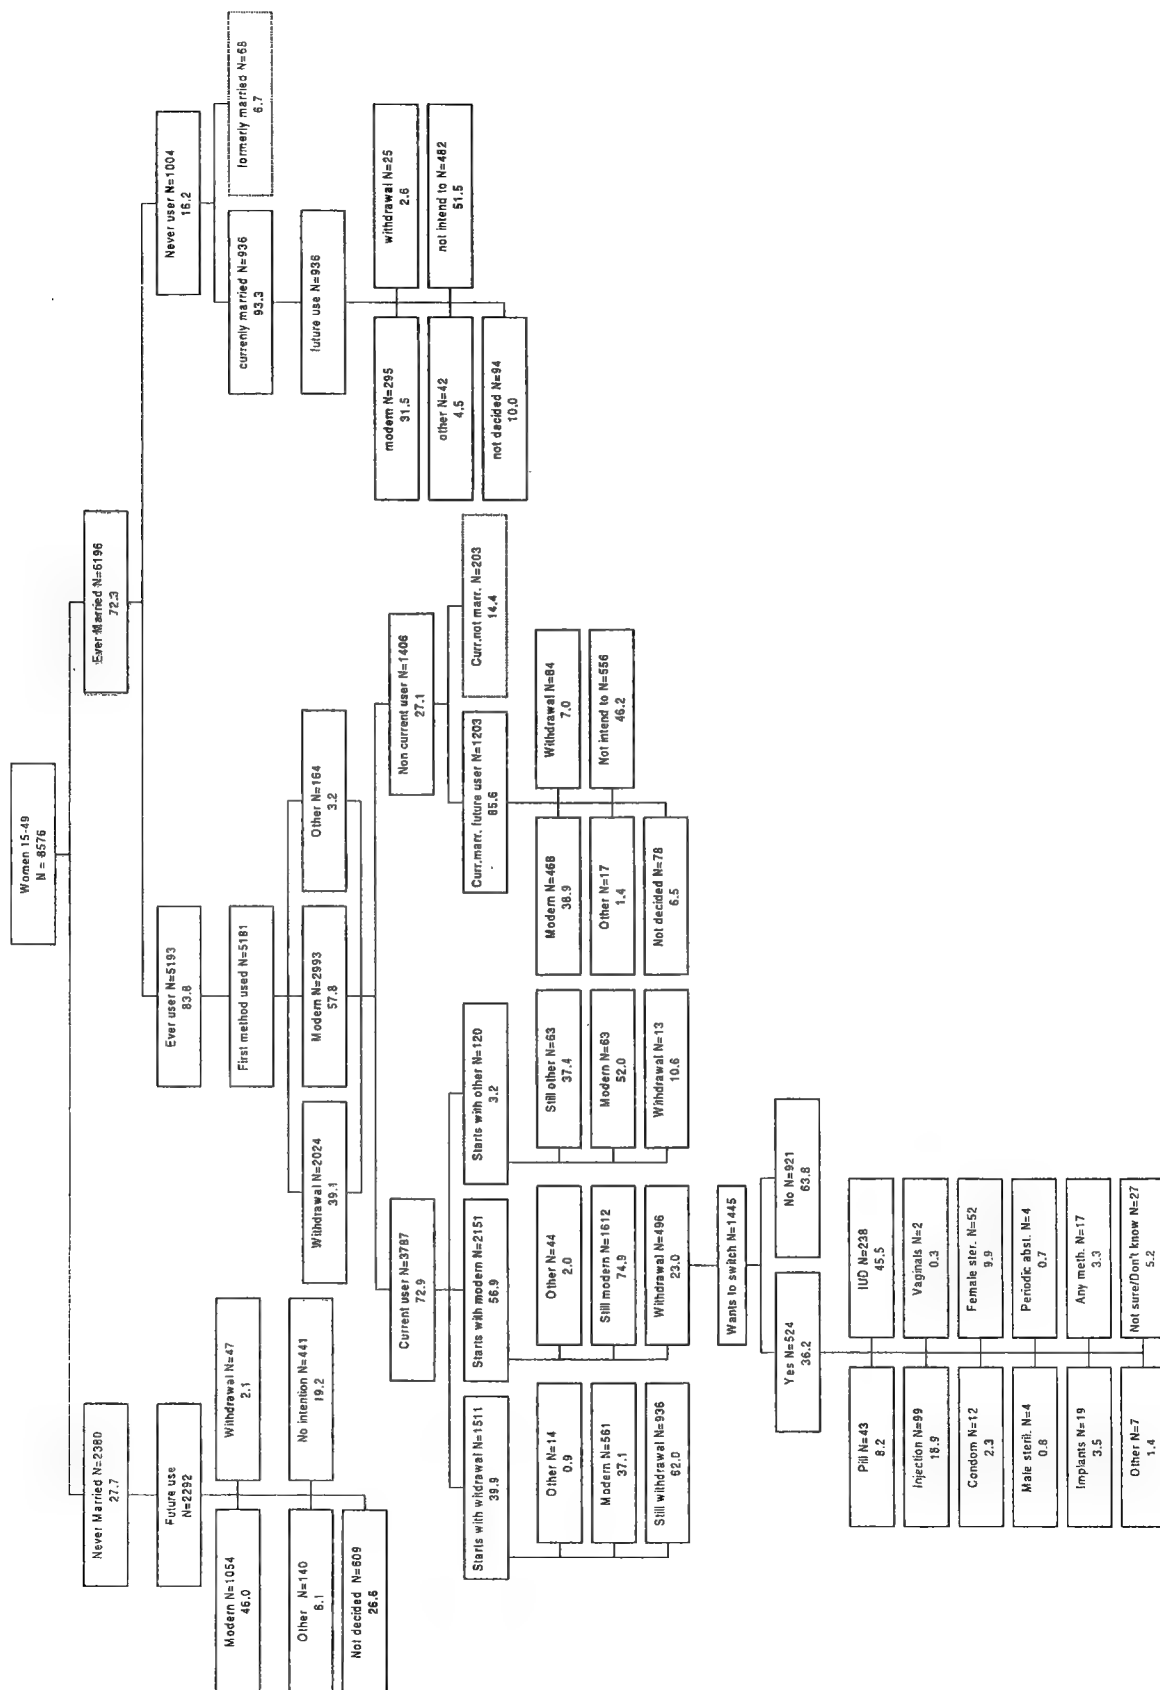 Women 15-49
N = 8576
Never Married N=2380
27.7
Ever Married N=6196
72.3
Future use
N=2292
Modern N=1054
46.0
Withdrawal N=47
2.1
Other N=140
6.1
No intention N=441
19.2
Not decided N=609
26.6
Ever user N=5193
83.8
Never user N=1004
16.2
First method used N=5181
Withdrawal N=2024
39.1
Modern N=2993
57.8
Other N=164
3.2
Current user N=3787
72.9
Non current user N=1406
27.1
Starts with wildrawal N=1511
39.9
Starts with modern N=2151
56.9
Starts with other N=120
3.2
Other N=14
0.9
Modern N=561
37.1
Still withdrawal N=936
62.0
Other N=44
2.0
Still modern N=1612
74.9
Withdrawal N=496
23.0
Still other N=63
37.4
Modern N=63
52.0
Withdrawal N=13
10.6
Wants to switch N=1445
Yes N=524
36.2
No N=921
63.8
Pill N=43
8.2
IUD N=238
45.5
Injection N=99
18.9
Vaginals N=2
0.3
Condom N=12
2.3
Female ster. N=52
9.9
Male steril. N=4
0.8
Periodic abst. N=4
0.7
Implants N=19
3.5
Any meth. N=17
3.3
Other N=7
1.4
Not sure/Don't know N=27
5.2
Curr.marr. future user N=1203
85.6
Curr.not marr. N=203
14.4
Modern N=468
38.9
Withdrawal N=84
7.0
Other N=17
1.4
Not intend to N=556
46.2
Not decided N=78
6.5
currenly married N=936
93.3
formerly married N=68
6.7
future use N=936
modern N=295
31.5
withdrawal N=25
2.6
other N=42
4.5
not intend to N=482
51.5
not decided N=94
10.0